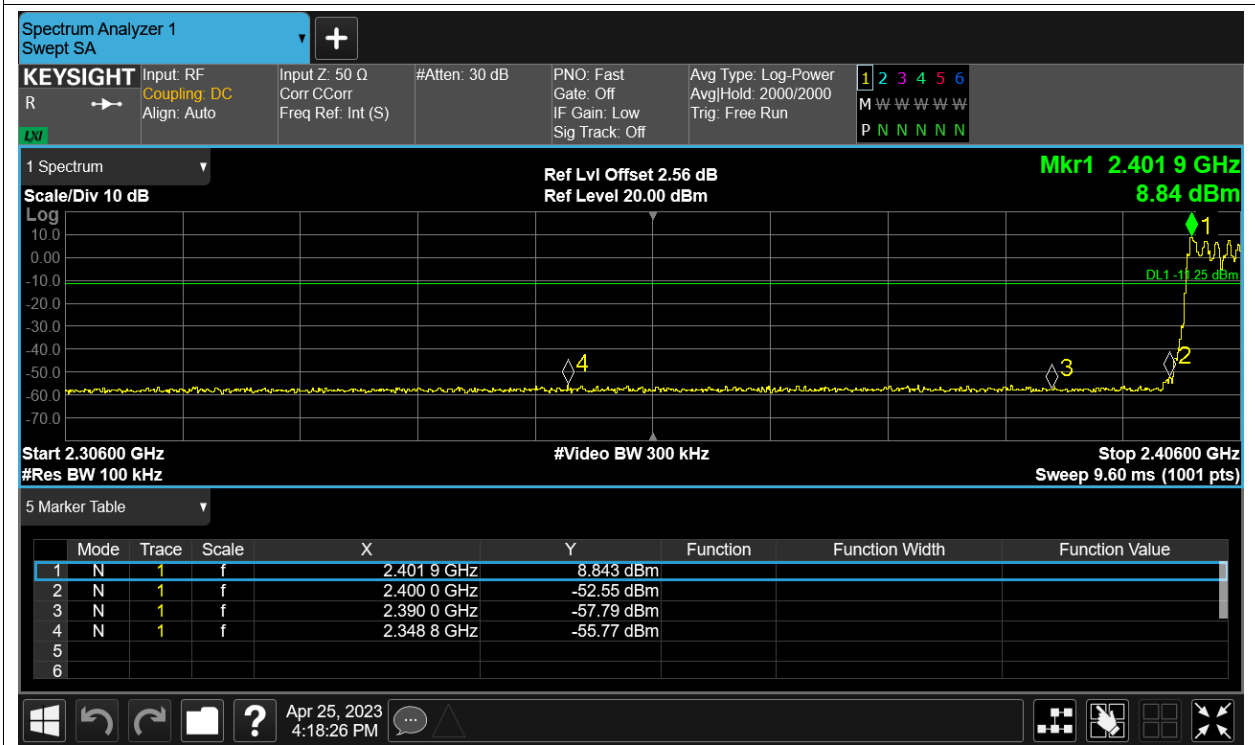 Spectrum Analyzer 1
Swept SA
+
KEYSIGHT Input: RF Input Z: 50 Ω #Atten: 30 dB PNO: Fast Avg Type: Log-Power 1 2 3 4 5 6
R Coupling: DC Corr CCorr Gate: Off Avg|Hold: 2000/2000 M W W W W W
Align: Auto Freq Ref: Int (S) IF Gain: Low Trig: Free Run
LXI Sig Track: Off P N N N N N
1 Spectrum Ref Lvl Offset 2.56 dB Mkr1 2.401 9 GHz
Scale/Div 10 dB Ref Level 20.00 dBm 8.84 dBm
Log
1
10.0
0.00
DL1 -11.25 dBm
-10.0
-20.0
-30.0
-40.0
4 3 2
-50.0
-60.0
-70.0
Start 2.30600 GHz #Video BW 300 kHz Stop 2.40600 GHz
#Res BW 100 kHz Sweep 9.60 ms (1001 pts)
5 Marker Table
Mode Trace Scale X Y Function Function Width Function Value
1 N 1 f 2.401 9 GHz 8.843 dBm
2 N 1 f 2.400 0 GHz -52.55 dBm
3 N 1 f 2.390 0 GHz -57.79 dBm
4 N 1 f 2.348 8 GHz -55.77 dBm
5
6
? Apr 25, 2023
4:18:26 PM